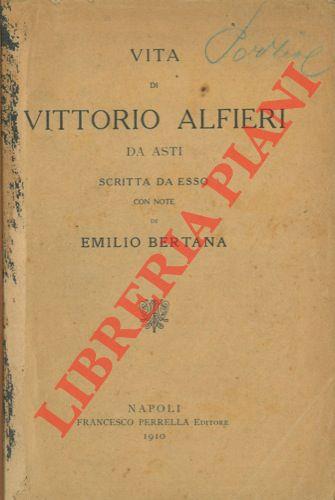 VITA
DI
VITTORIO ALFIERI
DA ASTI
SCRITTA DA ESSO
CON NOTE
DI
EMILIO BERTANA
LIBRERIA PIANI
NAPOLI
FRANCESCO PERRELLA EDITORE
1910